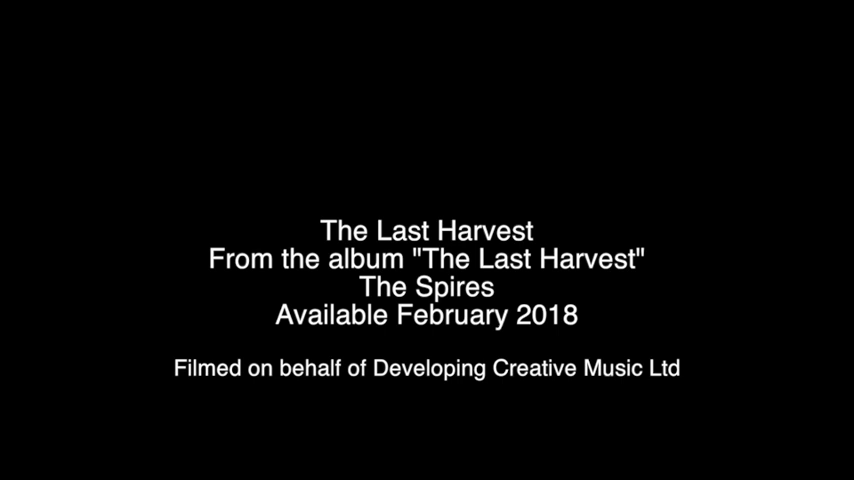 The Last Harvest
From the album "The Last Harvest"
The Spires
Available February 2018
Filmed on behalf of Developing Creative Music Ltd